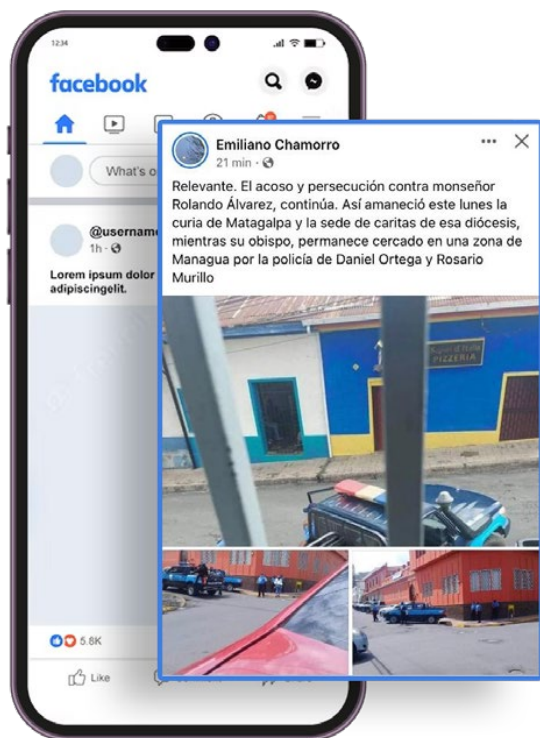 12:34
facebook
What's o
@username
1h ·
Lorem ipsum dolor
adipiscingelit.
Emiliano Chamorro
21 min ·
Relevante. El acoso y persecución contra monseñor
Rolando Álvarez, continúa. Así amaneció este lunes la
curia de Matagalpa y la sede de caritas de esa diócesis,
mientras su obispo, permanece cercado en una zona de
Managua por la policía de Daniel Ortega y Rosario
Murillo
PIZZERIA
5.6K
Like